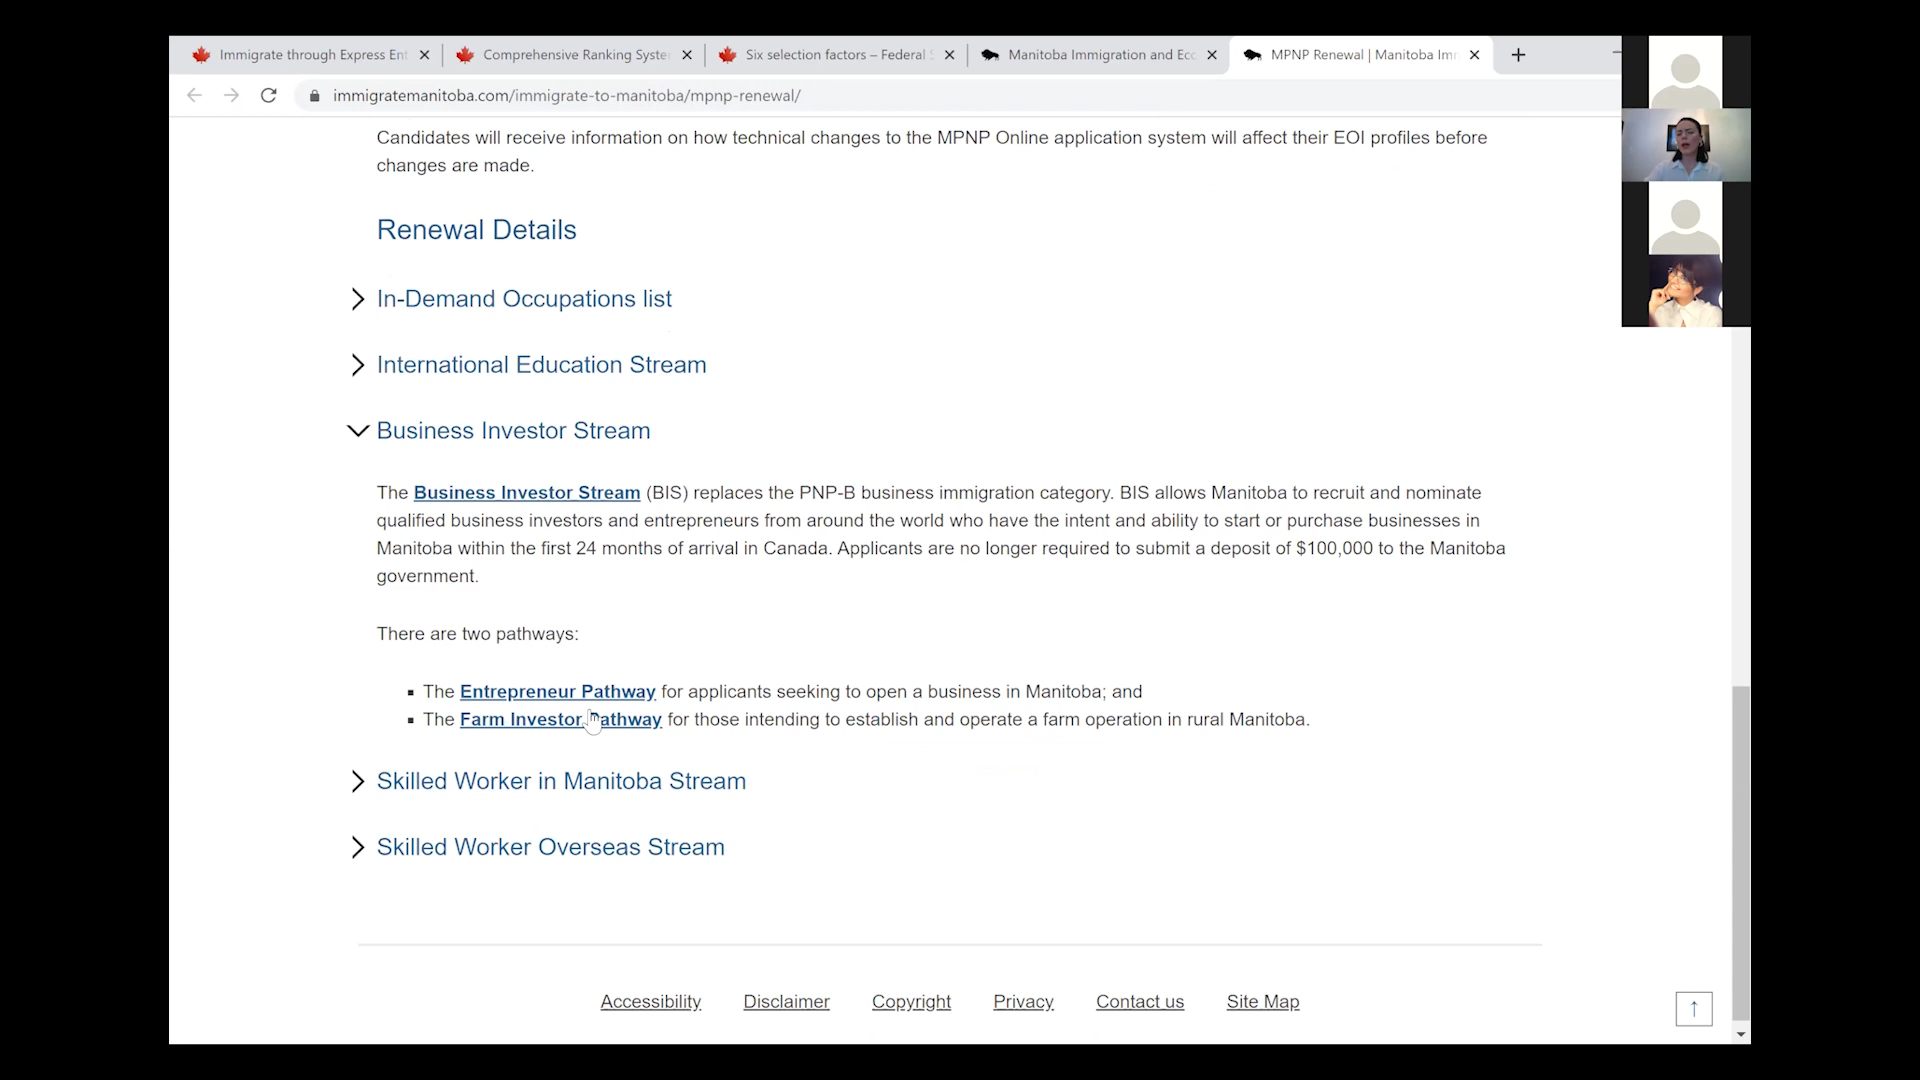 Immigrate through Express Ent
Comprehensive Ranking Syste
Six selection factors – Federal S
Manitoba Immigration and Eco
MPNP Renewal | Manitoba Im
immigratemanitoba.com/immigrate-to-manitoba/mpnp-renewal/
Candidates will receive information on how technical changes to the MPNP Online application system will affect their EOI profiles before
changes are made.
Renewal Details
In-Demand Occupations list
International Education Stream
Business Investor Stream
The Business Investor Stream (BIS) replaces the PNP-B business immigration category. BIS allows Manitoba to recruit and nominate
qualified business investors and entrepreneurs from around the world who have the intent and ability to start or purchase businesses in
Manitoba within the first 24 months of arrival in Canada. Applicants are no longer required to submit a deposit of $100,000 to the Manitoba
government.
There are two pathways:
The Entrepreneur Pathway for applicants seeking to open a business in Manitoba; and
The Farm Investor Pathway for those intending to establish and operate a farm operation in rural Manitoba.
Skilled Worker in Manitoba Stream
Skilled Worker Overseas Stream
Accessibility Disclaimer Copyright Privacy Contact us Site Map